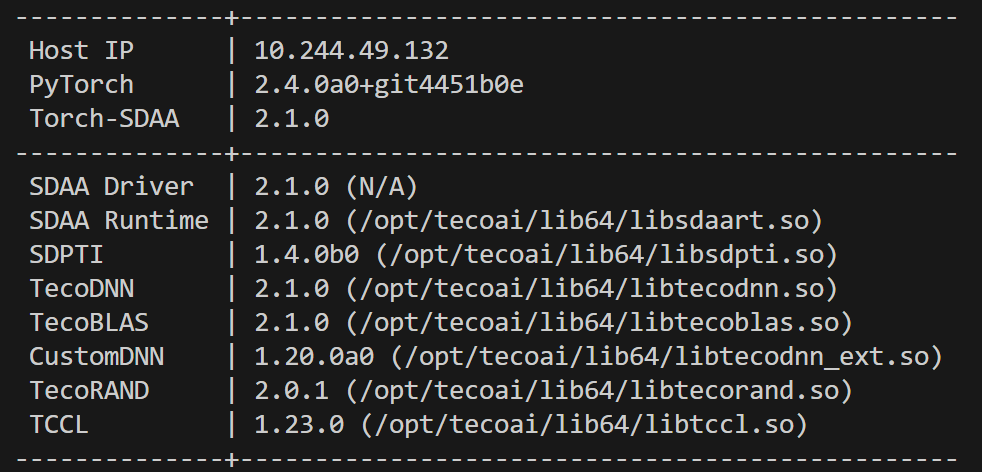 --------------+------------------------------------------------
Host IP | 10.244.49.132
PyTorch | 2.4.0a0+git4451b0e
Torch-SDAA | 2.1.0
--------------+------------------------------------------------
SDAA Driver | 2.1.0 (N/A)
SDAA Runtime | 2.1.0 (/opt/tecoai/lib64/libsdaart.so)
SDPTI | 1.4.0b0 (/opt/tecoai/lib64/libsdpti.so)
TecoDNN | 2.1.0 (/opt/tecoai/lib64/libtecodnn.so)
TecoBLAS | 2.1.0 (/opt/tecoai/lib64/libtecoblas.so)
CustomDNN | 1.20.0a0 (/opt/tecoai/lib64/libtecodnn_ext.so)
TecoRAND | 2.0.1 (/opt/tecoai/lib64/libtecorand.so)
TCCL | 1.23.0 (/opt/tecoai/lib64/libtccl.so)
--------------+------------------------------------------------